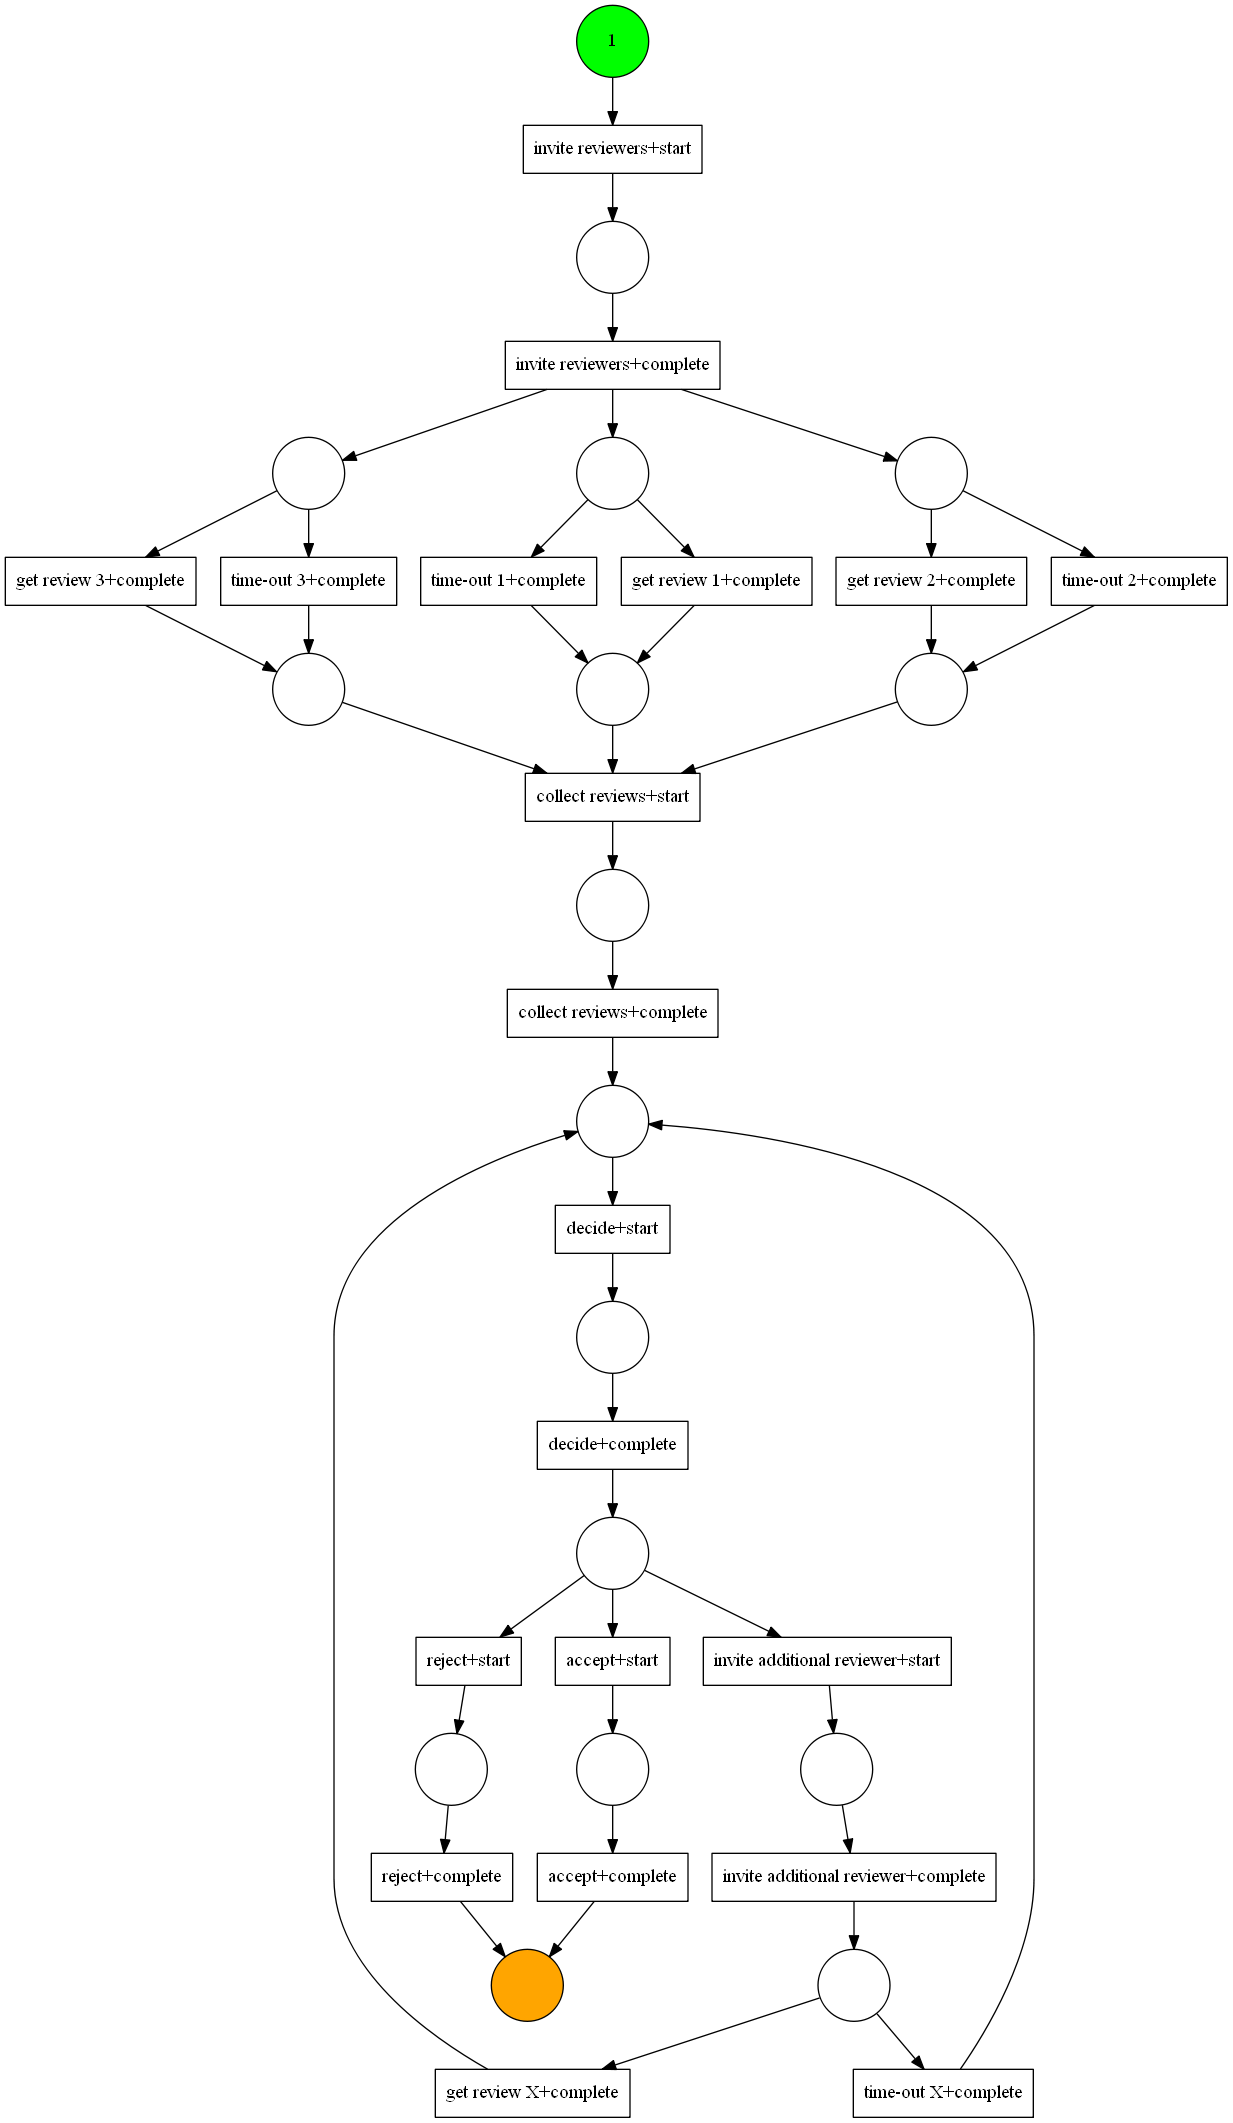 1
invite reviewers+start
invite reviewers+complete
get review 3+complete
time-out 3+complete
time-out 1+complete
get review 1+complete
get review 2+complete
time-out 2+complete
collect reviews+start
collect reviews+complete
decide+start
decide+complete
reject+start
accept+start
invite additional reviewer+start
reject+complete
accept+complete
invite additional reviewer+complete
get review X+complete
time-out X+complete